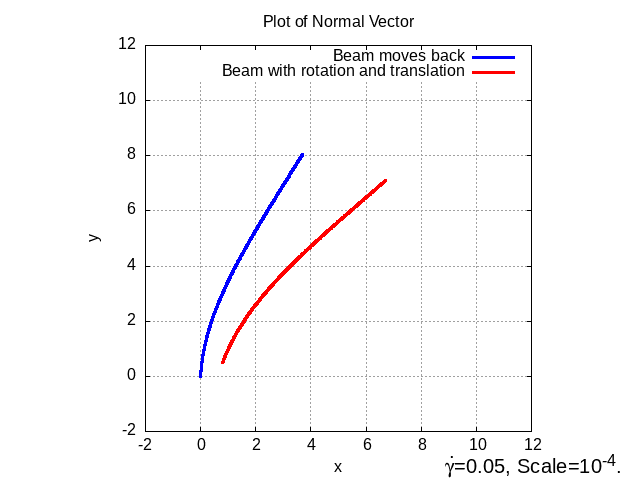 Plot of Normal Vector
Beam moves back
Beam with rotation and translation
12
10
8
6
4
2
0
-2
y
-2 0 2 4 6 8 10 12
x
γ̇=0.05, Scale=10⁻⁴.